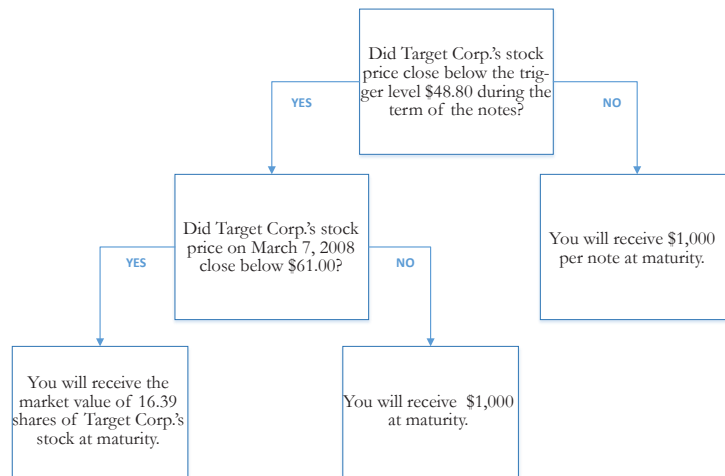 Did Target Corp.'s stock
price close below the trig-
ger level $48.80 during the
term of the notes?
YES
NO
Did Target Corp.'s stock
price on March 7, 2008
close below $61.00?
You will receive $1,000
per note at maturity.
YES
NO
You will receive the
market value of 16.39
shares of Target Corp.'s
stock at maturity.
You will receive $1,000
at maturity.